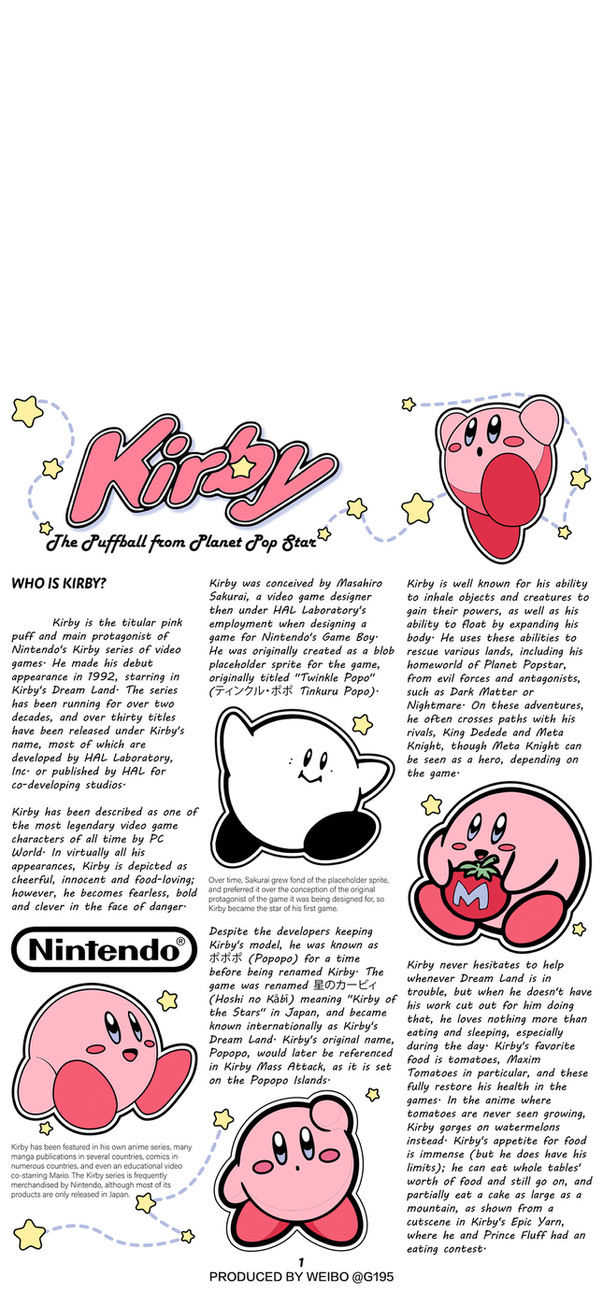 Kirby
The Puffball from Planet Pop Star
WHO IS KIRBY?
Kirby is the titular pink
puff and main protagonist of
Nintendo's Kirby series of video
games. He made his debut
appearance in 1992, starring in
Kirby's Dream Land. The series
has been running for over two
decades, and over thirty titles
have been released under Kirby's
name, most of which are
developed by HAL Laboratory,
Inc. or published by HAL for
co-developing studios.
Kirby has been described as one of
the most legendary video game
characters of all time by PC
World. In virtually all his
appearances, Kirby is depicted as
cheerful, innocent and food-loving;
however, he becomes fearless, bold
and clever in the face of danger.
Nintendo®
Kirby has been featured in his own anime series, many
manga publications in several countries, comics in
numerous countries, and even an educational video
co-starring Mario. The Kirby series is frequently
merchandised by Nintendo, although most of its
products are only released in Japan.
Kirby was conceived by Masahiro
Sakurai, a video game designer
then under HAL Laboratory's
employment when designing a
game for Nintendo's Game Boy.
He was originally created as a blob
placeholder sprite for the game,
originally titled "Twinkle Popo"
(ティンクル・ポポ Tinkuru Popo).
Over time, Sakurai grew fond of the placeholder sprite,
and preferred it over the conception of the original
protagonist of the game it was being designed for, so
Kirby became the star of his first game.
Despite the developers keeping
Kirby's model, he was known as
ポポポ (Popopo) for a time
before being renamed Kirby. The
game was renamed 星のカービィ
(Hoshi no Kābī) meaning "Kirby of
the Stars" in Japan, and became
known internationally as Kirby's
Dream Land. Kirby's original name,
Popopo, would later be referenced
in Kirby Mass Attack, as it is set
on the Popopo Islands.
Kirby is well known for his ability
to inhale objects and creatures to
gain their powers, as well as his
ability to float by expanding his
body. He uses these abilities to
rescue various lands, including his
homeworld of Planet Popstar,
from evil forces and antagonists,
such as Dark Matter or
Nightmare. On these adventures,
he often crosses paths with his
rivals, King Dedede and Meta
Knight, though Meta Knight can
be seen as a hero, depending on
the game.
M
Kirby never hesitates to help
whenever Dream Land is in
trouble, but when he doesn't have
his work cut out for him doing
that, he loves nothing more than
eating and sleeping, especially
during the day. Kirby's favorite
food is tomatoes, Maxim
Tomatoes in particular, and these
fully restore his health in the
games. In the anime where
tomatoes are never seen growing,
Kirby gorges on watermelons
instead. Kirby's appetite for food
is immense (but he does have his
limits); he can eat whole tables'
worth of food and still go on, and
partially eat a cake as large as a
mountain, as shown from a
cutscene in Kirby's Epic Yarn,
where he and Prince Fluff had an
eating contest.
1
PRODUCED BY WEIBO @G195